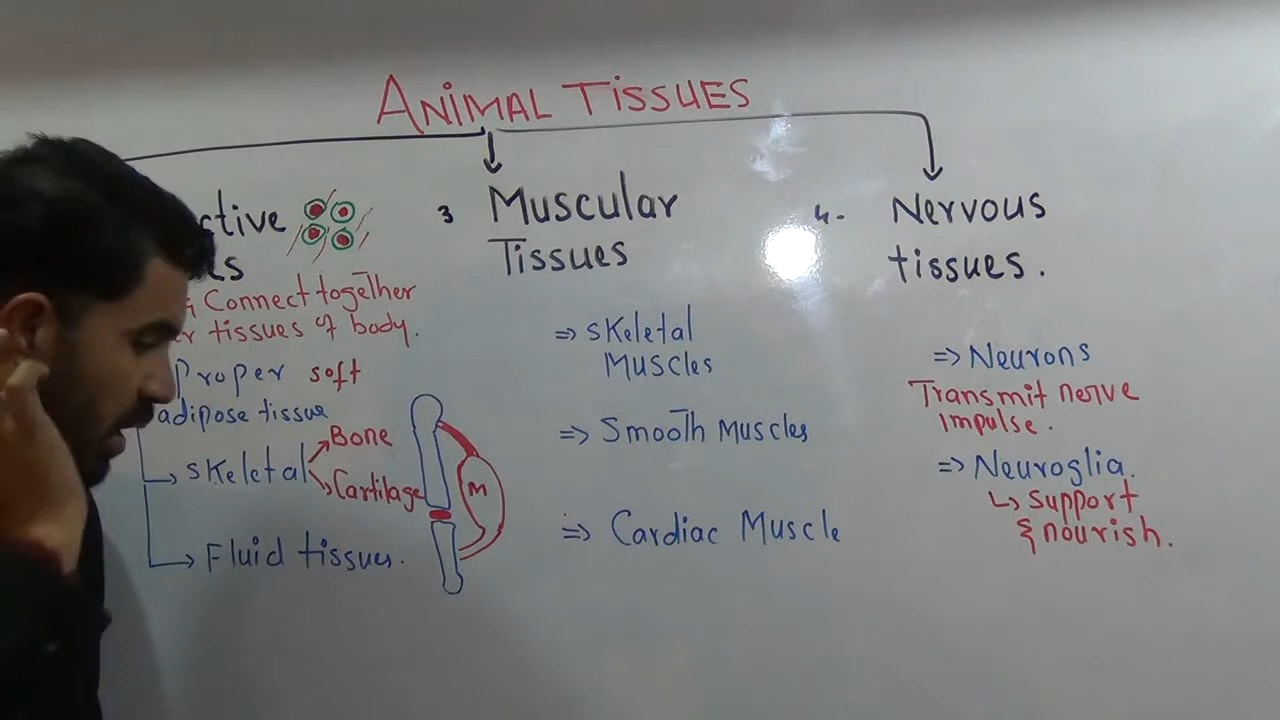 ANIMAL TISSUES
ctive
es
Connect together
tissues of body.
Proper soft
adipose tissue
Skeletal
Bone
Cartilage
Fluid tissues.
M
3 Muscular
Tissues
⇒ Skeletal
Muscles
⇒ Smooth Muscles
⇒ Cardiac Muscle
4. Nervous
tissues.
⇒ Neurons
Transmit nerve
impulse.
⇒ Neuroglia.
↳ Support
& nourish.